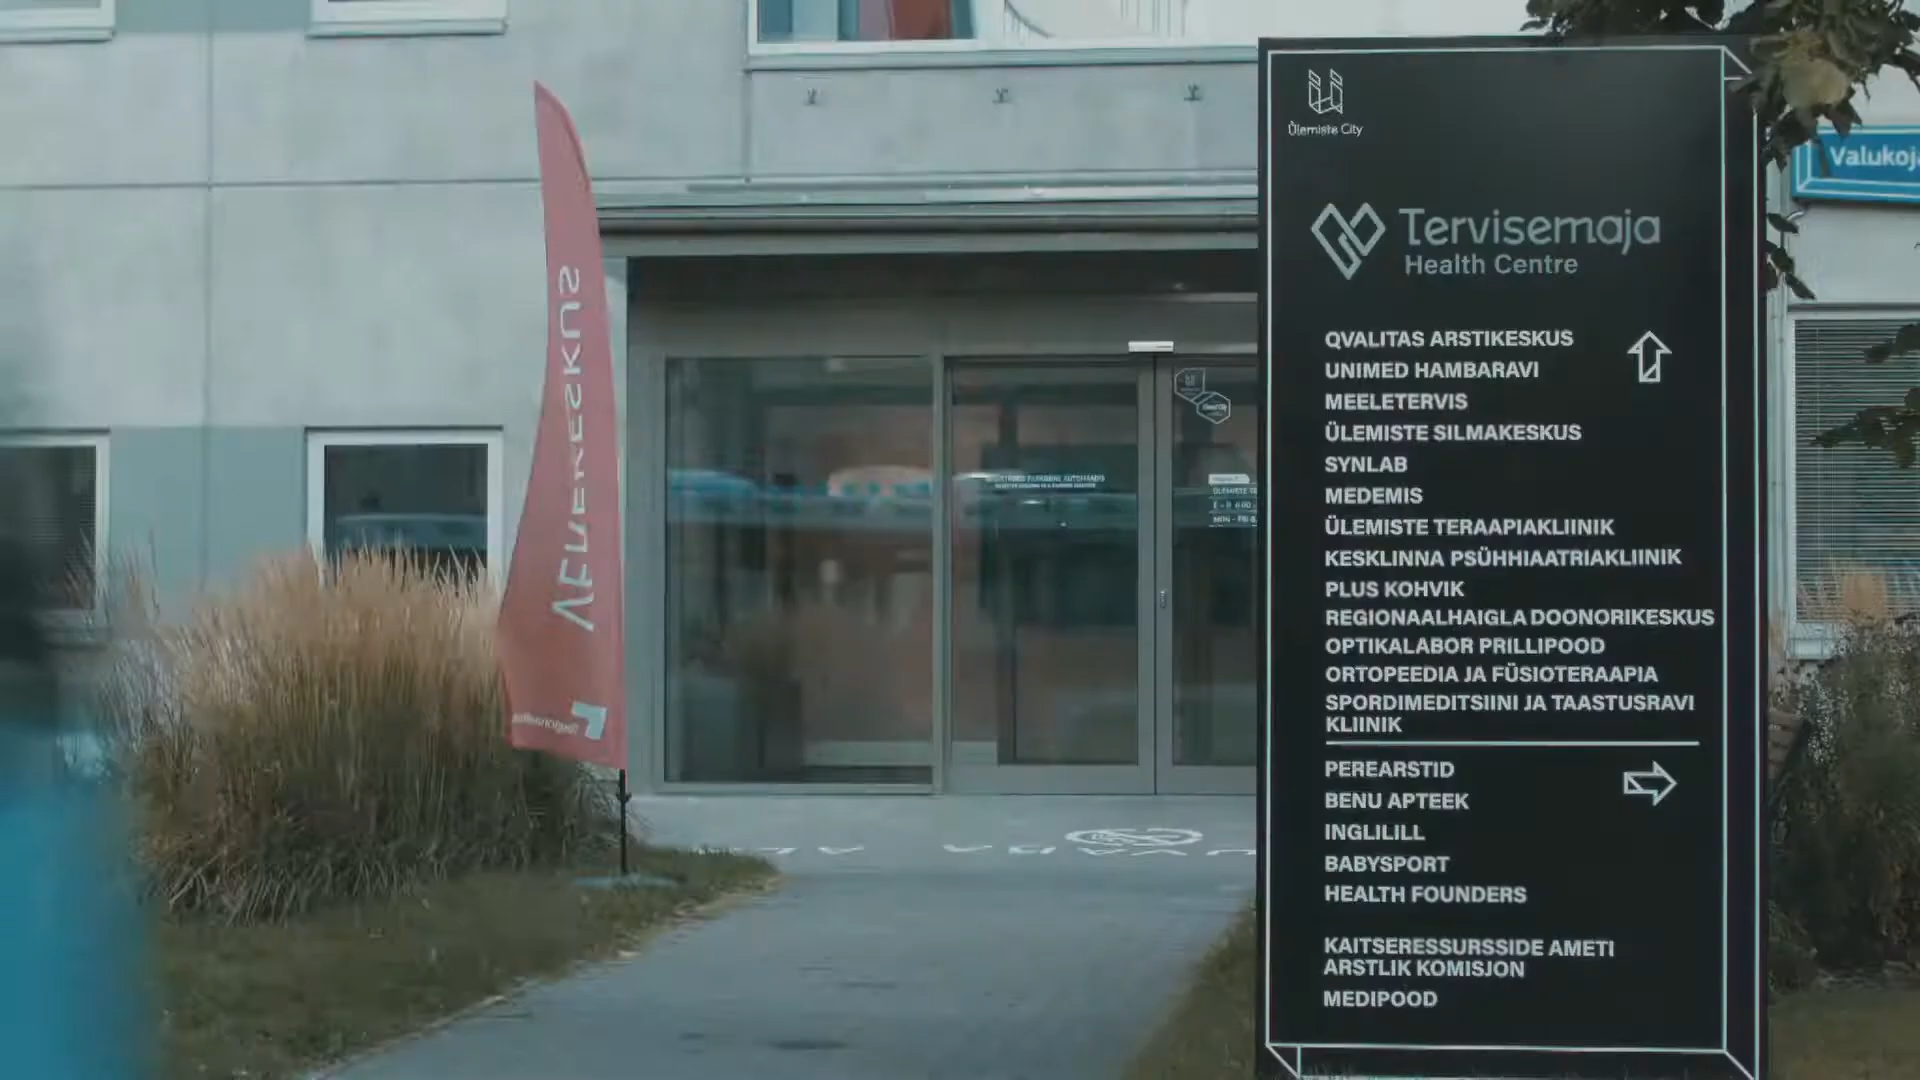 Ülemiste City
Tervisemaja
Health Centre
QVALITAS ARSTIKESKUS
UNIMED HAMBARAVI
MEELETERVIS
ÜLEMISTE SILMAKESKUS
SYNLAB
MEDEMIS
ÜLEMISTE TERAAPIAKLIINIK
KESKLINNA PSÜHHIAATRIAKLIINIK
PLUS KOHVIK
REGIONAALHAIGLA DOONORIKESKUS
OPTIKALABOR PRILLIPOOD
ORTOPEEDIA JA FÜSIOTERAAPIA
SPORDIMEDITSIINI JA TAASTUSRAVI
KLIINIK
PEREARSTID
BENU APTEEK
INGLILILL
BABYSPORT
HEALTH FOUNDERS
KAITSERESSURSSIDE AMETI
ARSTLIK KOMISJON
MEDIPOOD
VEREKESKUS